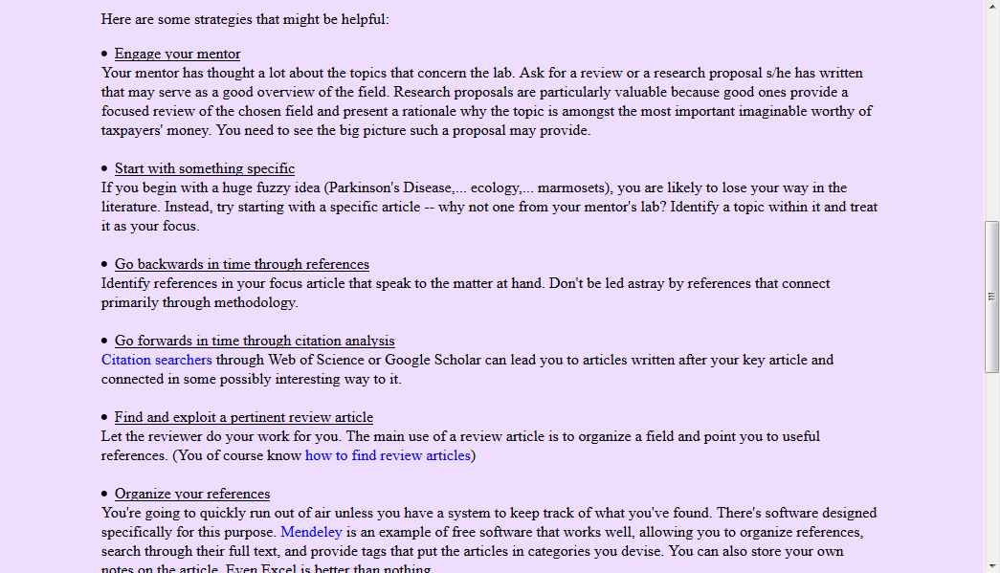 Here are some strategies that might be helpful:
• Engage your mentor
Your mentor has thought a lot about the topics that concern the lab. Ask for a review or a research proposal s/he has written
that may serve as a good overview of the field. Research proposals are particularly valuable because good ones provide a
focused review of the chosen field and present a rationale why the topic is amongst the most important imaginable worthy of
taxpayers' money. You need to see the big picture such a proposal may provide.
• Start with something specific
If you begin with a huge fuzzy idea (Parkinson's Disease,... ecology,... marmosets), you are likely to lose your way in the
literature. Instead, try starting with a specific article -- why not one from your mentor's lab? Identify a topic within it and treat
it as your focus.
• Go backwards in time through references
Identify references in your focus article that speak to the matter at hand. Don't be led astray by references that connect
primarily through methodology.
• Go forwards in time through citation analysis
Citation searchers through Web of Science or Google Scholar can lead you to articles written after your key article and
connected in some possibly interesting way to it.
• Find and exploit a pertinent review article
Let the reviewer do your work for you. The main use of a review article is to organize a field and point you to useful
references. (You of course know how to find review articles)
• Organize your references
You're going to quickly run out of air unless you have a system to keep track of what you've found. There's software designed
specifically for this purpose. Mendeley is an example of free software that works well, allowing you to organize references,
search through their full text, and provide tags that put the articles in categories you devise. You can also store your own
notes on the article. Even Excel is better than nothing.